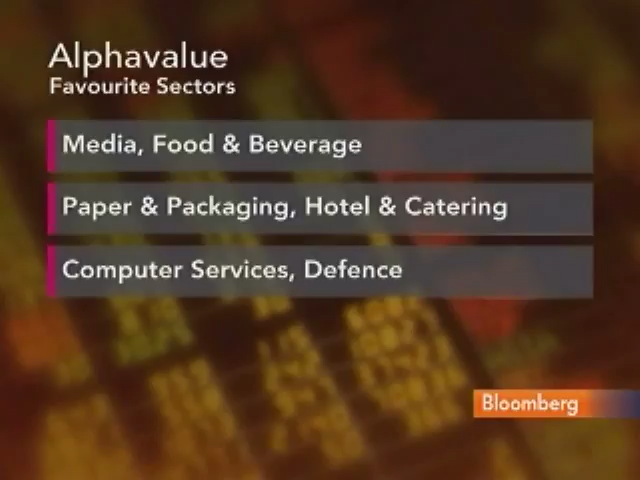 Alphavalue
Favourite Sectors
Media, Food & Beverage
Paper & Packaging, Hotel & Catering
Computer Services, Defence
Bloomberg